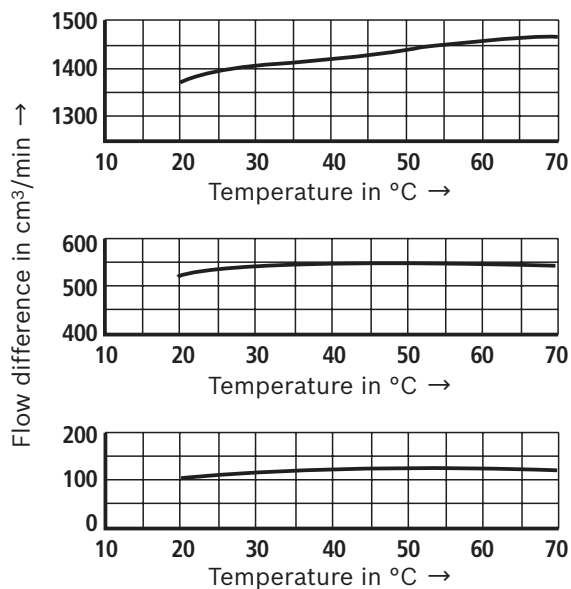 Flow difference in cm³/min →
1500
1400
1300
10 20 30 40 50 60 70
Temperature in °C →
600
500
400
10 20 30 40 50 60 70
Temperature in °C →
200
100
0
10 20 30 40 50 60 70
Temperature in °C →